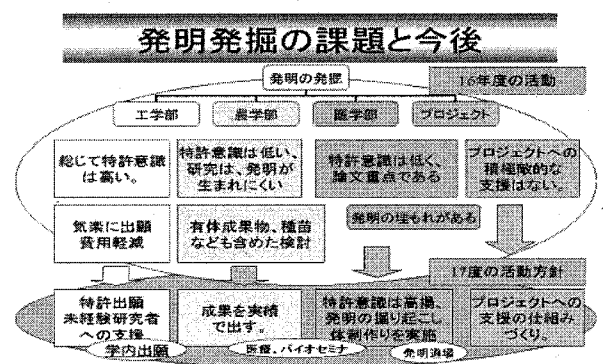 発明発掘の課題と今後
発明の発掘
16年度の活動
工学部
農学部
医学部
プロジェクト
総じて特許意識
は高い。
特許意識は低い、
研究は、発明が
生まれにくい
特許意識は低く、
論文重点である
プロジェクトへの
積極敵的な
支援はない。
気楽に出願
費用軽減
有体成果物、種苗
なども含めた検討
発明の埋もれがある
17度の活動方針
特許出願
未経験研究者
への支援
成果を実績
で出す。
特許意識は高揚、
発明の掘り起こし
体制作りを実施
プロジェクトへの
支援の仕組み
づくり。
学内出願
医療、バイオセミナ
発明道場